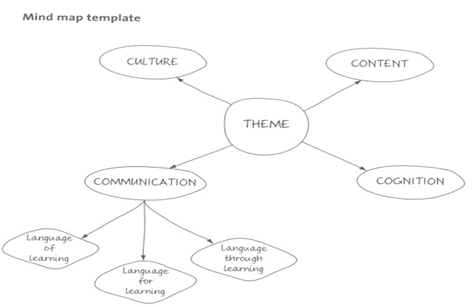 Mind map template
CULTURE
CONTENT
THEME
COMMUNICATION
COGNITION
Language
of
learning
Language
for
learning
Language
through
learning